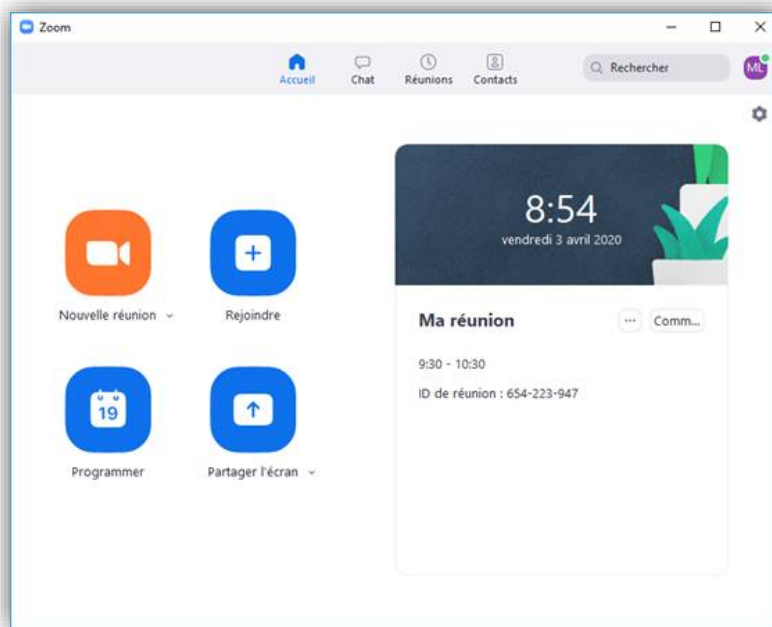 Zoom
Accueil
Chat
Réunions
Contacts
Rechercher
ML
8:54
vendredi 3 avril 2020
Nouvelle réunion
Rejoindre
Ma réunion
... Comm...
9:30 - 10:30
ID de réunion : 654-223-947
19
Programmer
Partager l'écran